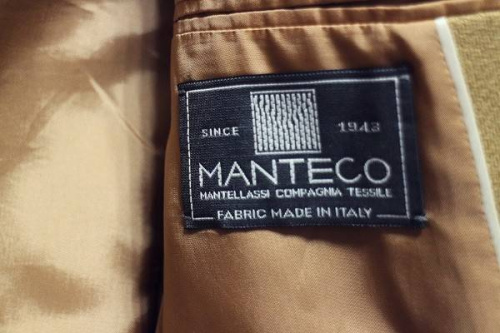 SINCE 1943
MANTECO
MANTELLASSI COMPAGNIA TESSILE
FABRIC MADE IN ITALY